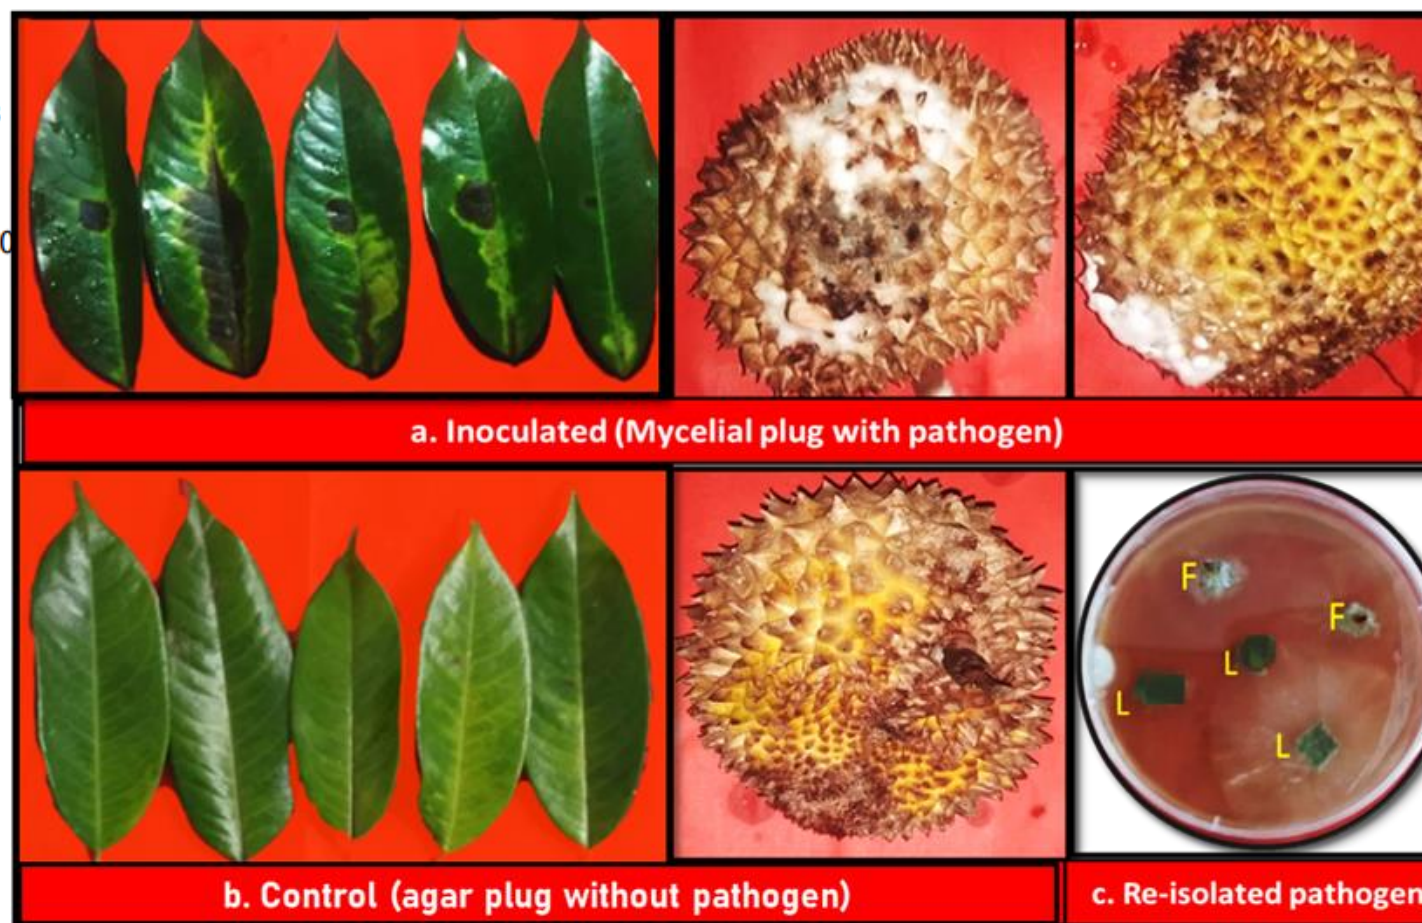 a. Inoculated (Mycelial plug with pathogen)
F
F
L
L
L
b. Control (agar plug without pathogen)
c. Re-isolated pathogen